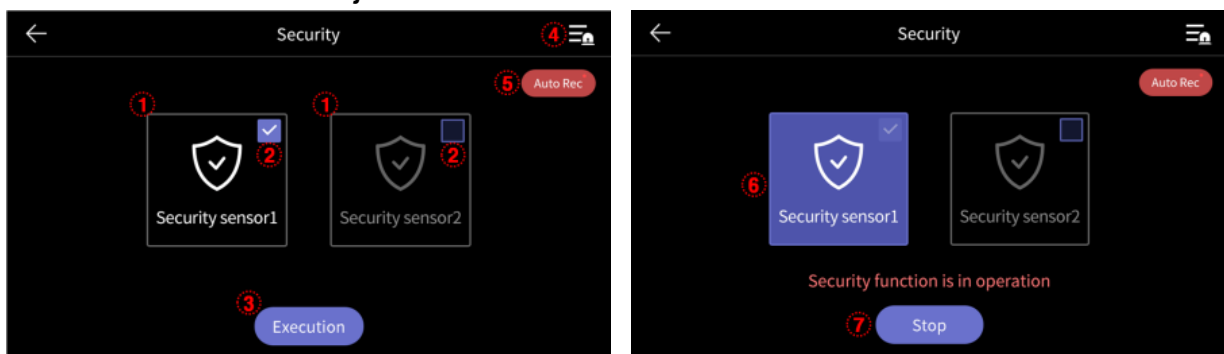 Security
④
⑤ Auto Rec
① ①
② ②
Security sensor1 Security sensor2
③
Execution
Security
Auto Rec
⑥
Security sensor1 Security sensor2
Security function is in operation
⑦ Stop